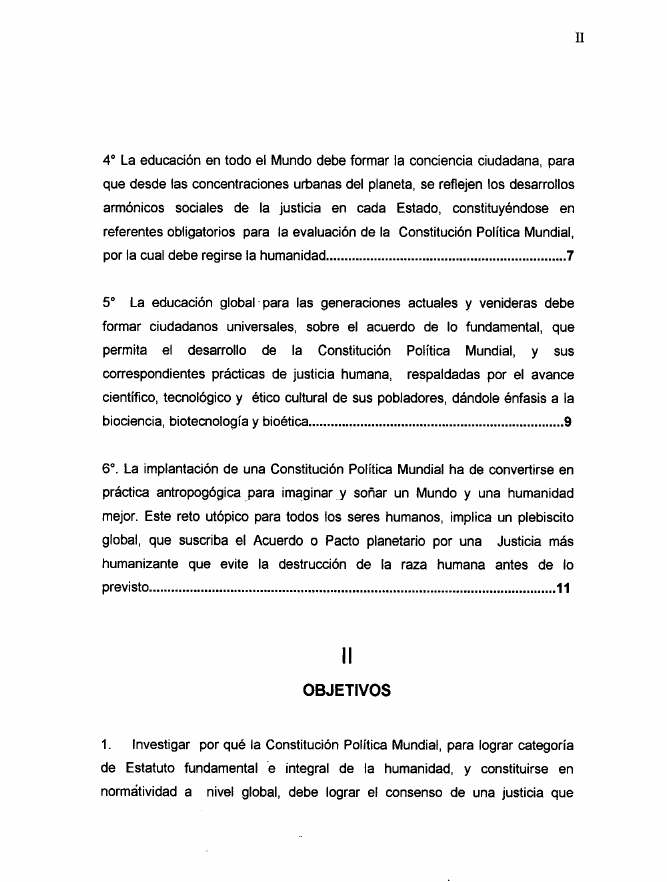 II
4° La educación en todo el Mundo debe formar la conciencia ciudadana, para
que desde las concentraciones urbanas del planeta, se reflejen los desarrollos
armónicos sociales de la justicia en cada Estado, constituyéndose en
referentes obligatorios para la evaluación de la Constitución Política Mundial,
por la cual debe regirse la humanidad.................................................................7
5° La educación global para las generaciones actuales y venideras debe
formar ciudadanos universales, sobre el acuerdo de lo fundamental, que
permita el desarrollo de la Constitución Política Mundial, y sus
correspondientes prácticas de justicia humana, respaldadas por el avance
científico, tecnológico y ético cultural de sus pobladores, dándole énfasis a la
biociencia, biotecnología y bioética.....................................................................9
6°. La implantación de una Constitución Política Mundial ha de convertirse en
práctica antropogógica para imaginar y soñar un Mundo y una humanidad
mejor. Este reto utópico para todos los seres humanos, implica un plebiscito
global, que suscriba el Acuerdo o Pacto planetario por una Justicia más
humanizante que evite la destrucción de la raza humana antes de lo
previsto..............................................................................................................11
II
OBJETIVOS
1. Investigar por qué la Constitución Política Mundial, para lograr categoría
de Estatuto fundamental e integral de la humanidad, y constituirse en
normatividad a nivel global, debe lograr el consenso de una justicia que